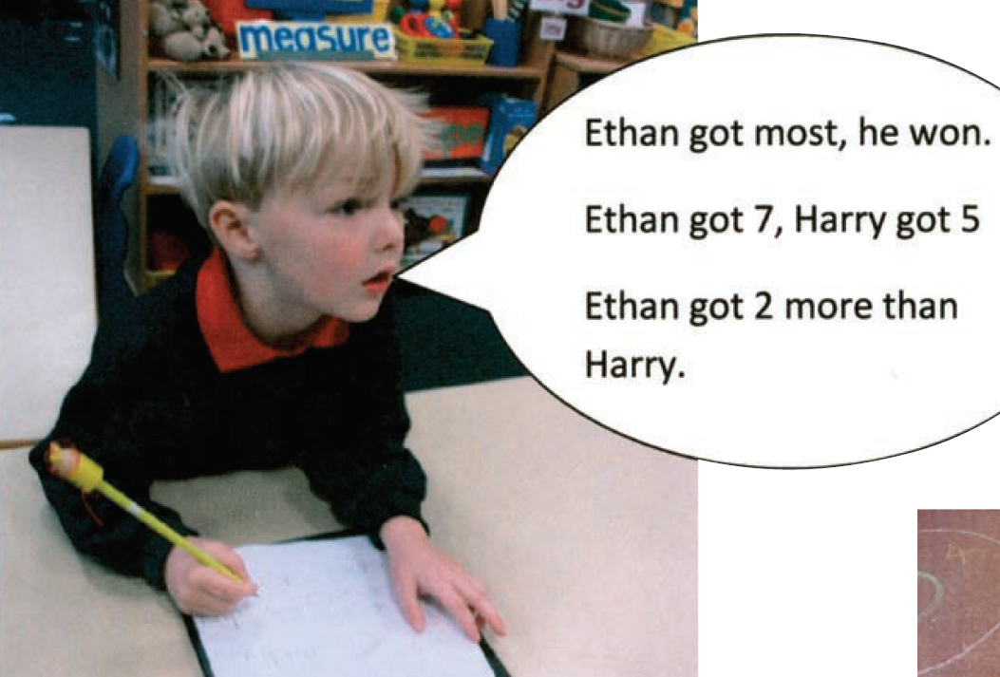 measure
Ethan got most, he won.
Ethan got 7, Harry got 5
Ethan got 2 more than
Harry.